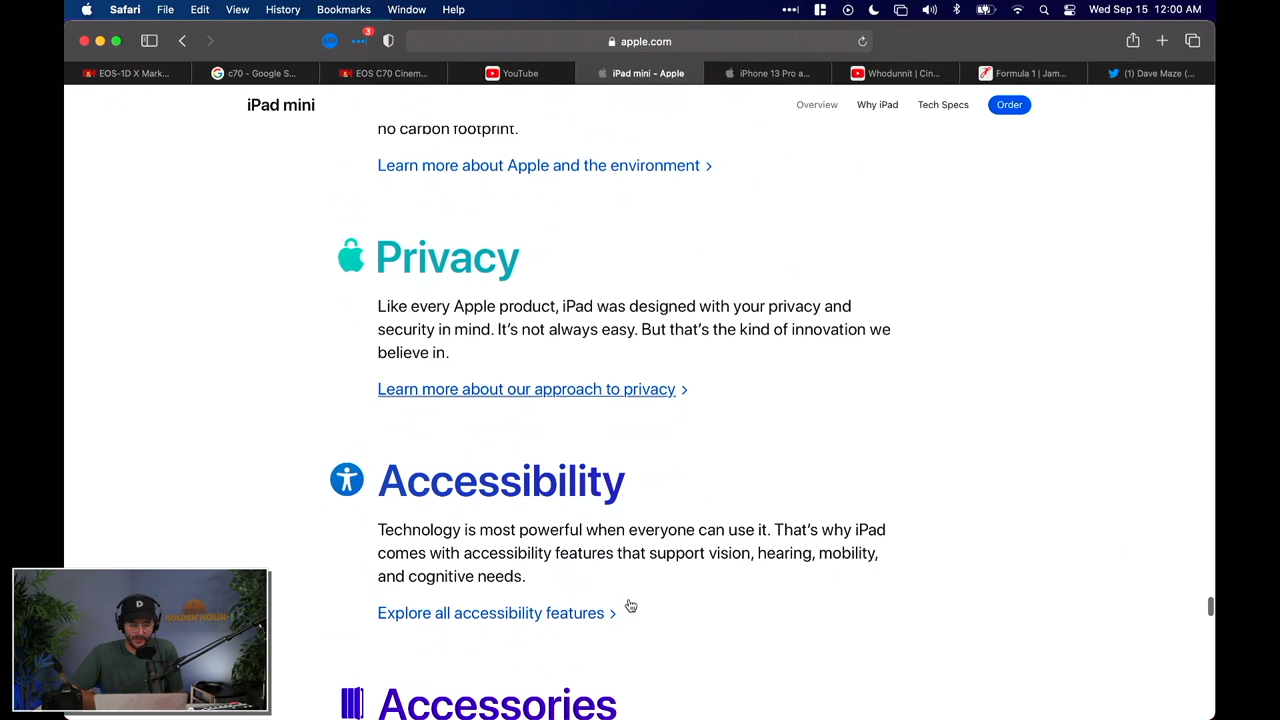 Safari File Edit View History Bookmarks Window Help Wed Sep 15 12:00 AM
3
apple.com
EOS-1D X Mark... c70 - Google S... EOS C70 Cinem... YouTube iPad mini - Apple iPhone 13 Pro a... Whodunnit | Cin... Formula 1 | Jam... (1) Dave Maze (...
iPad mini Overview Why iPad Tech Specs Order
no carbon footprint.
Learn more about Apple and the environment >
Privacy
Like every Apple product, iPad was designed with your privacy and
security in mind. It's not always easy. But that's the kind of innovation we
believe in.
Learn more about our approach to privacy >
Accessibility
Technology is most powerful when everyone can use it. That's why iPad
comes with accessibility features that support vision, hearing, mobility,
and cognitive needs.
Explore all accessibility features >
Accessories
D
GOLDEN HOUR